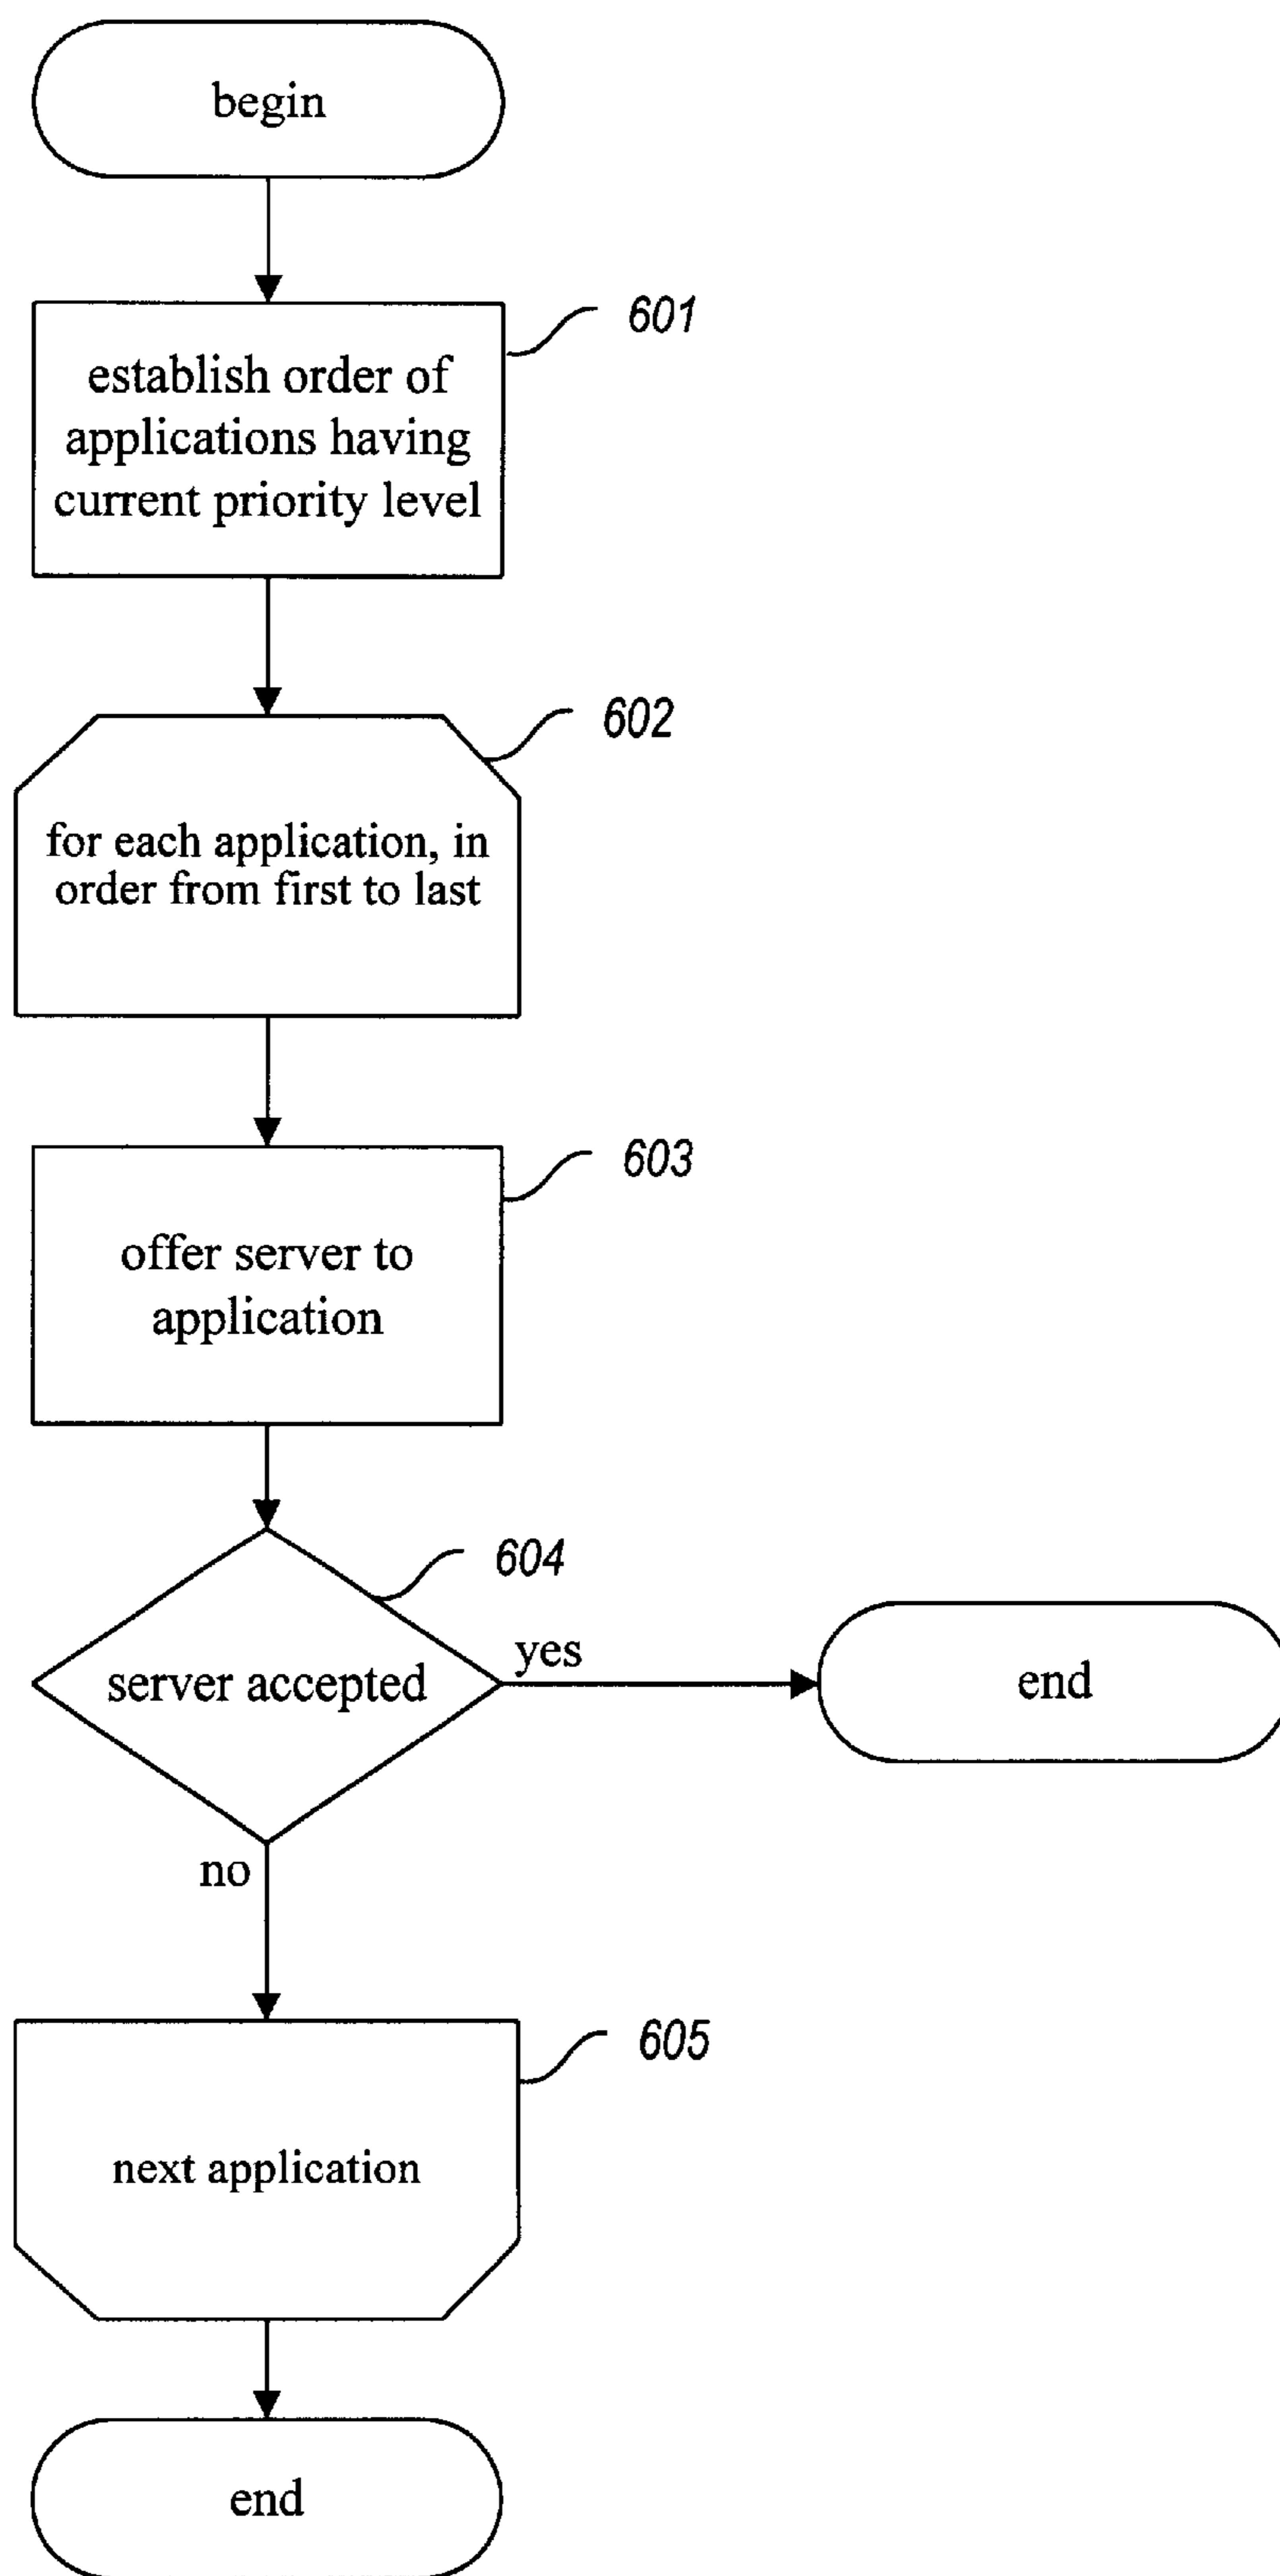 begin
601
establish order of
applications having
current priority level
602
for each application, in
order from first to last
603
offer server to
application
604
server accepted
yes
end
no
605
next application
end